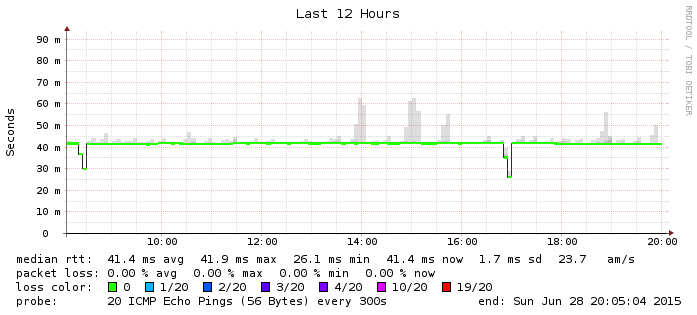 Last 12 Hours
RRDTOOL / TOBI OETIKER
Seconds
90 m
80 m
70 m
60 m
50 m
40 m
30 m
20 m
10 m
0
10:00 12:00 14:00 16:00 18:00 20:00
median rtt: 41.4 ms avg 41.9 ms max 26.1 ms min 41.4 ms now 1.7 ms sd 23.7 am/s
packet loss: 0.00 % avg 0.00 % max 0.00 % min 0.00 % now
loss color: 0 1/20 2/20 3/20 4/20 10/20 19/20
probe: 20 ICMP Echo Pings (56 Bytes) every 300s end: Sun Jun 28 20:05:04 2015